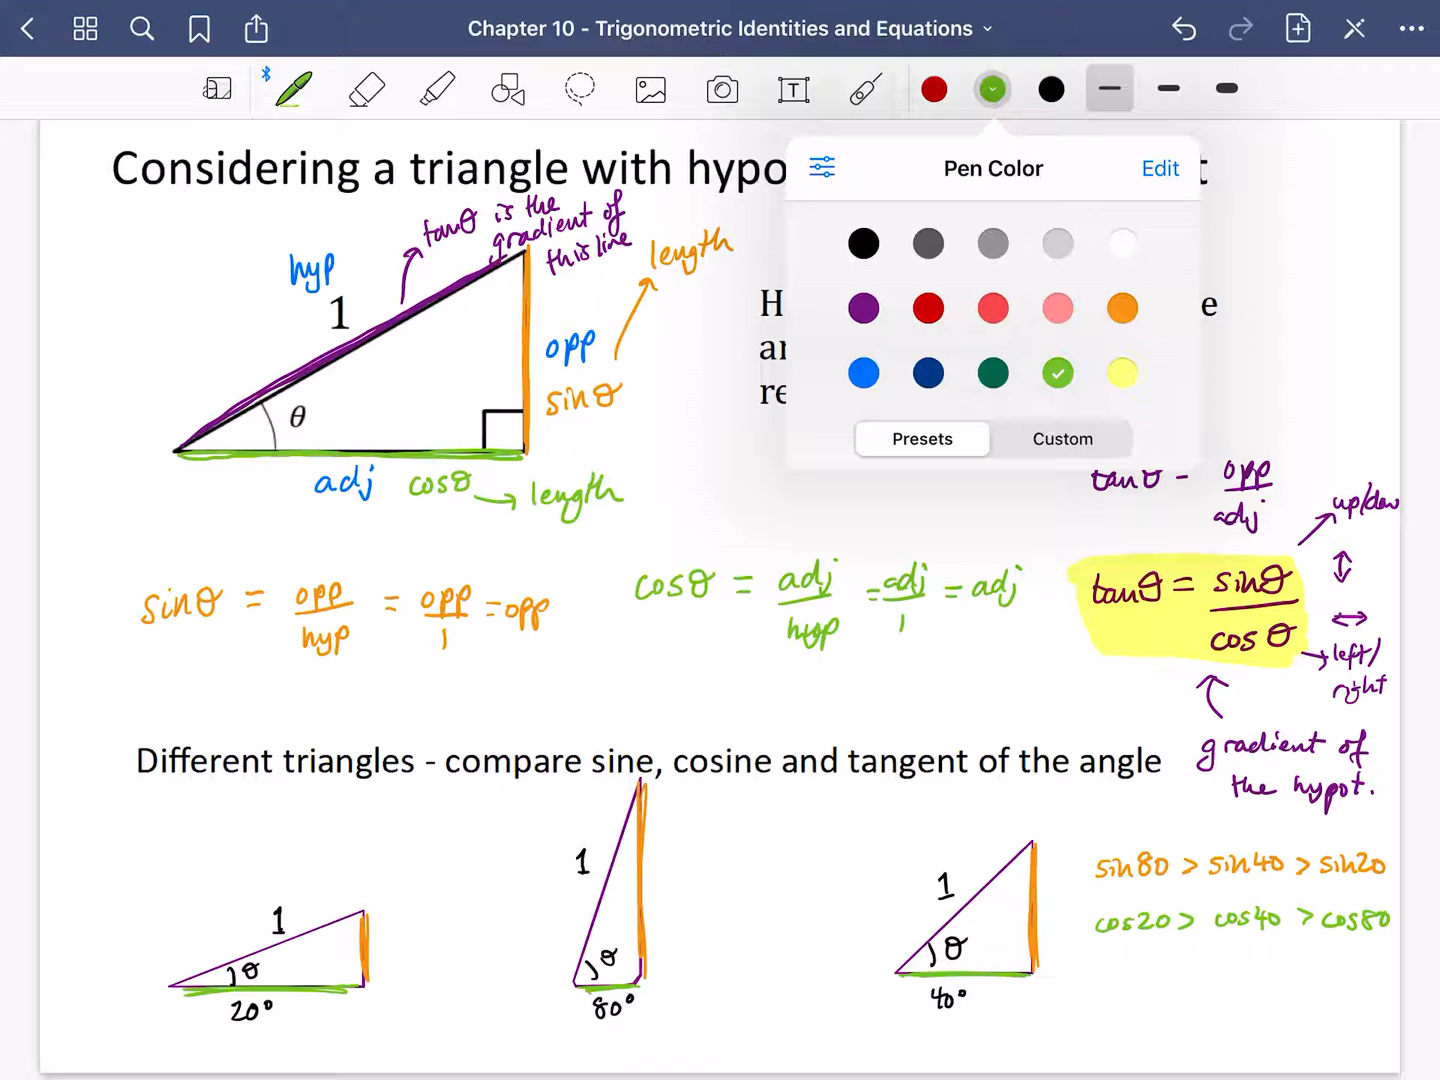 Chapter 10 - Trigonometric Identities and Equations
T
Considering a triangle with hypo
t
Pen Color
Edit
Presets
Custom
tanθ is the
gradient of
this line
length
hyp
1
opp
sinθ
θ
adj cosθ → length
H
e
ar
re
tanθ = opp
adj
up/dow
sinθ = opp = opp = opp
hyp 1
cosθ = adj = adj = adj
hyp 1
tanθ = sinθ
cosθ
left/
right
gradient of
the hypot.
Different triangles - compare sine, cosine and tangent of the angle
1
θ
20°
1
θ
80°
1
θ
40°
sin80 > sin40 > sin20
cos20 > cos40 > cos80